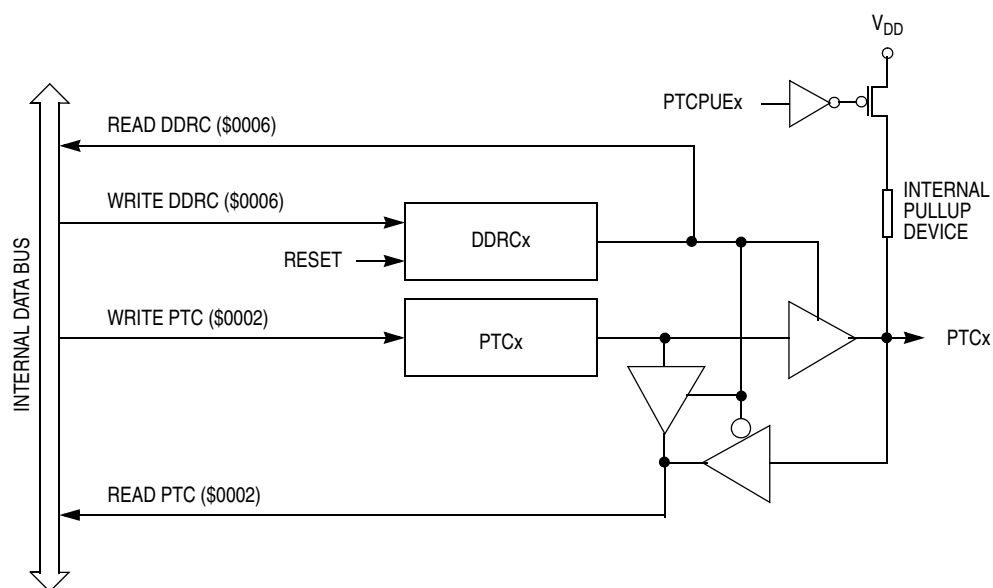 VDD
PTCPUEx
READ DDRC ($0006)
WRITE DDRC ($0006)
INTERNAL
PULLUP
DEVICE
DDRCx
RESET
INTERNAL DATA BUS
WRITE PTC ($0002)
PTCx
PTCx
READ PTC ($0002)